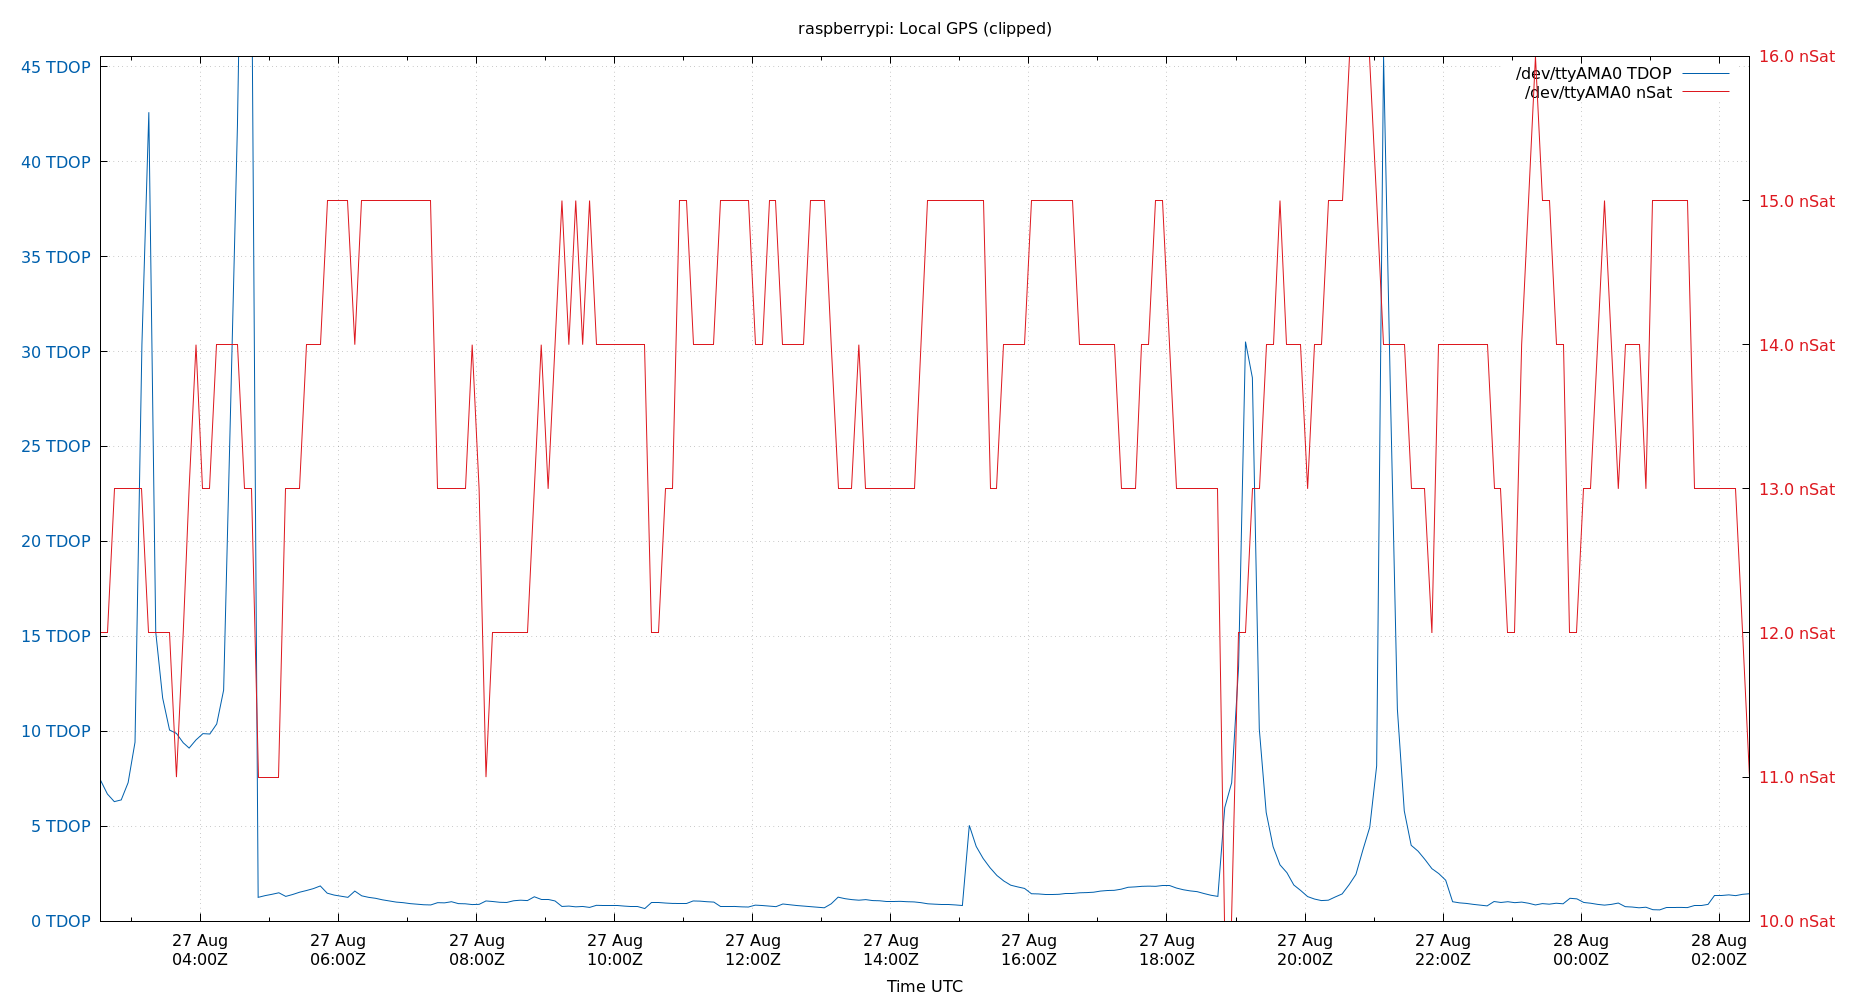 raspberrypi: Local GPS (clipped)
45 TDOP
40 TDOP
35 TDOP
30 TDOP
25 TDOP
20 TDOP
15 TDOP
10 TDOP
5 TDOP
0 TDOP
16.0 nSat
15.0 nSat
14.0 nSat
13.0 nSat
12.0 nSat
11.0 nSat
10.0 nSat
/dev/ttyAMA0 TDOP
/dev/ttyAMA0 nSat
27 Aug
04:00Z
27 Aug
06:00Z
27 Aug
08:00Z
27 Aug
10:00Z
27 Aug
12:00Z
27 Aug
14:00Z
27 Aug
16:00Z
27 Aug
18:00Z
27 Aug
20:00Z
27 Aug
22:00Z
28 Aug
00:00Z
28 Aug
02:00Z
Time UTC